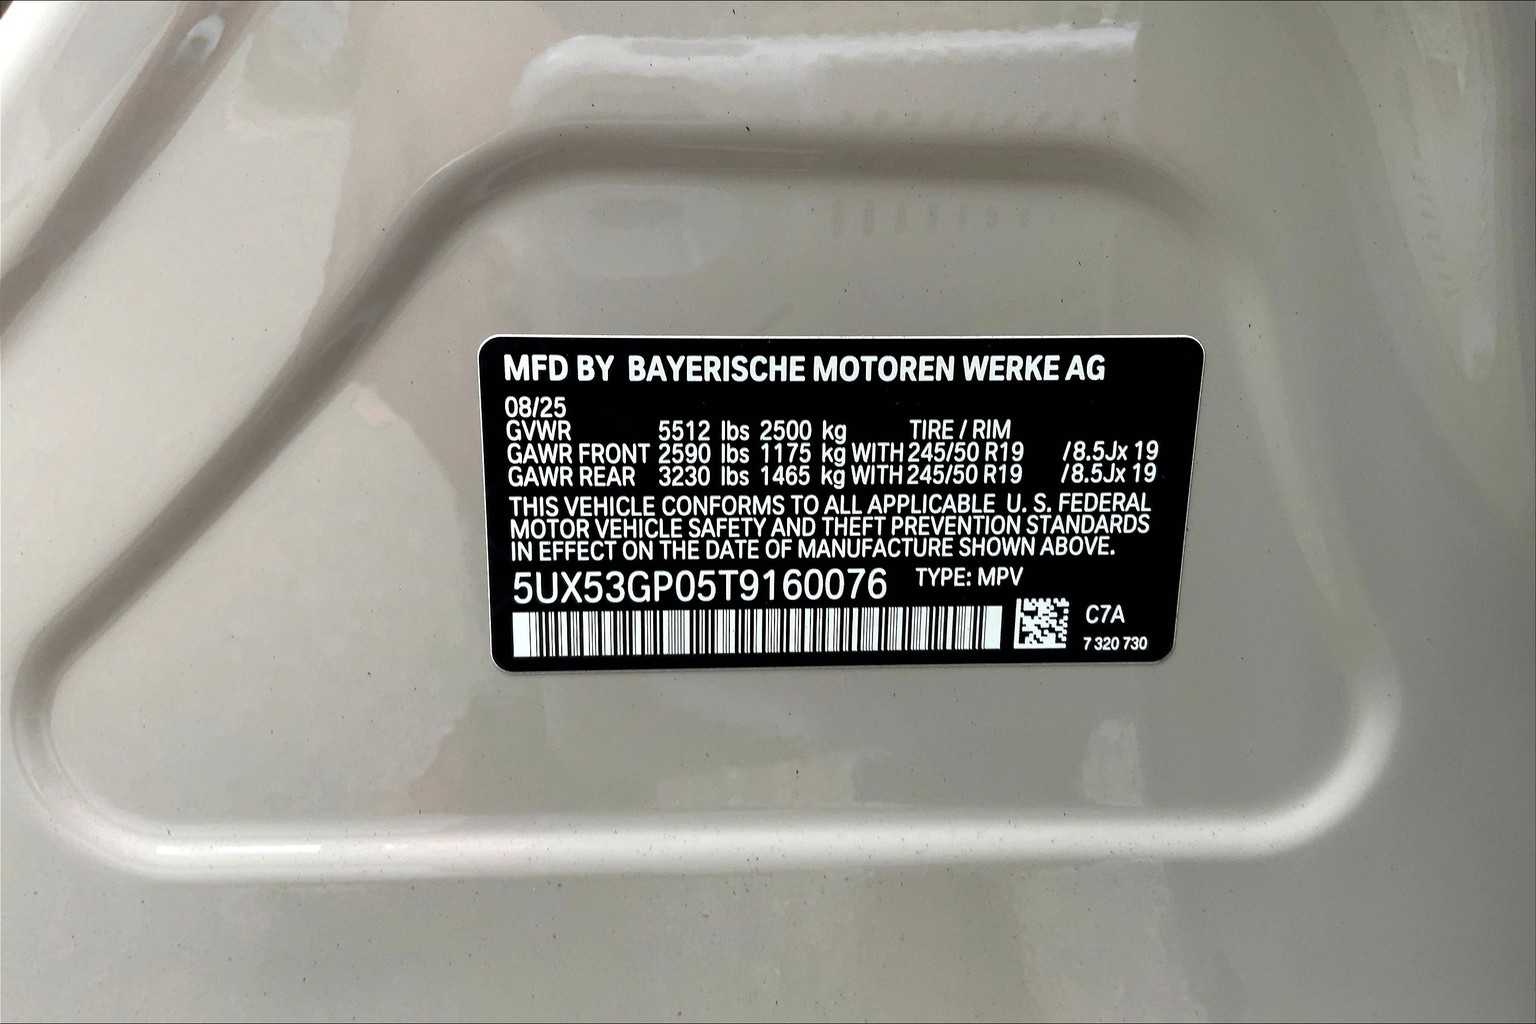 MFD BY BAYERISCHE MOTOREN WERKE AG
08/25
GVWR 5512 lbs 2500 kg TIRE / RIM
GAWR FRONT 2590 lbs 1175 kg WITH 245/50 R19 /8.5Jx 19
GAWR REAR 3230 lbs 1465 kg WITH 245/50 R19 /8.5Jx 19
THIS VEHICLE CONFORMS TO ALL APPLICABLE U. S. FEDERAL
MOTOR VEHICLE SAFETY AND THEFT PREVENTION STANDARDS
IN EFFECT ON THE DATE OF MANUFACTURE SHOWN ABOVE.
5UX53GP05T9160076 TYPE: MPV
C7A
7 320 730